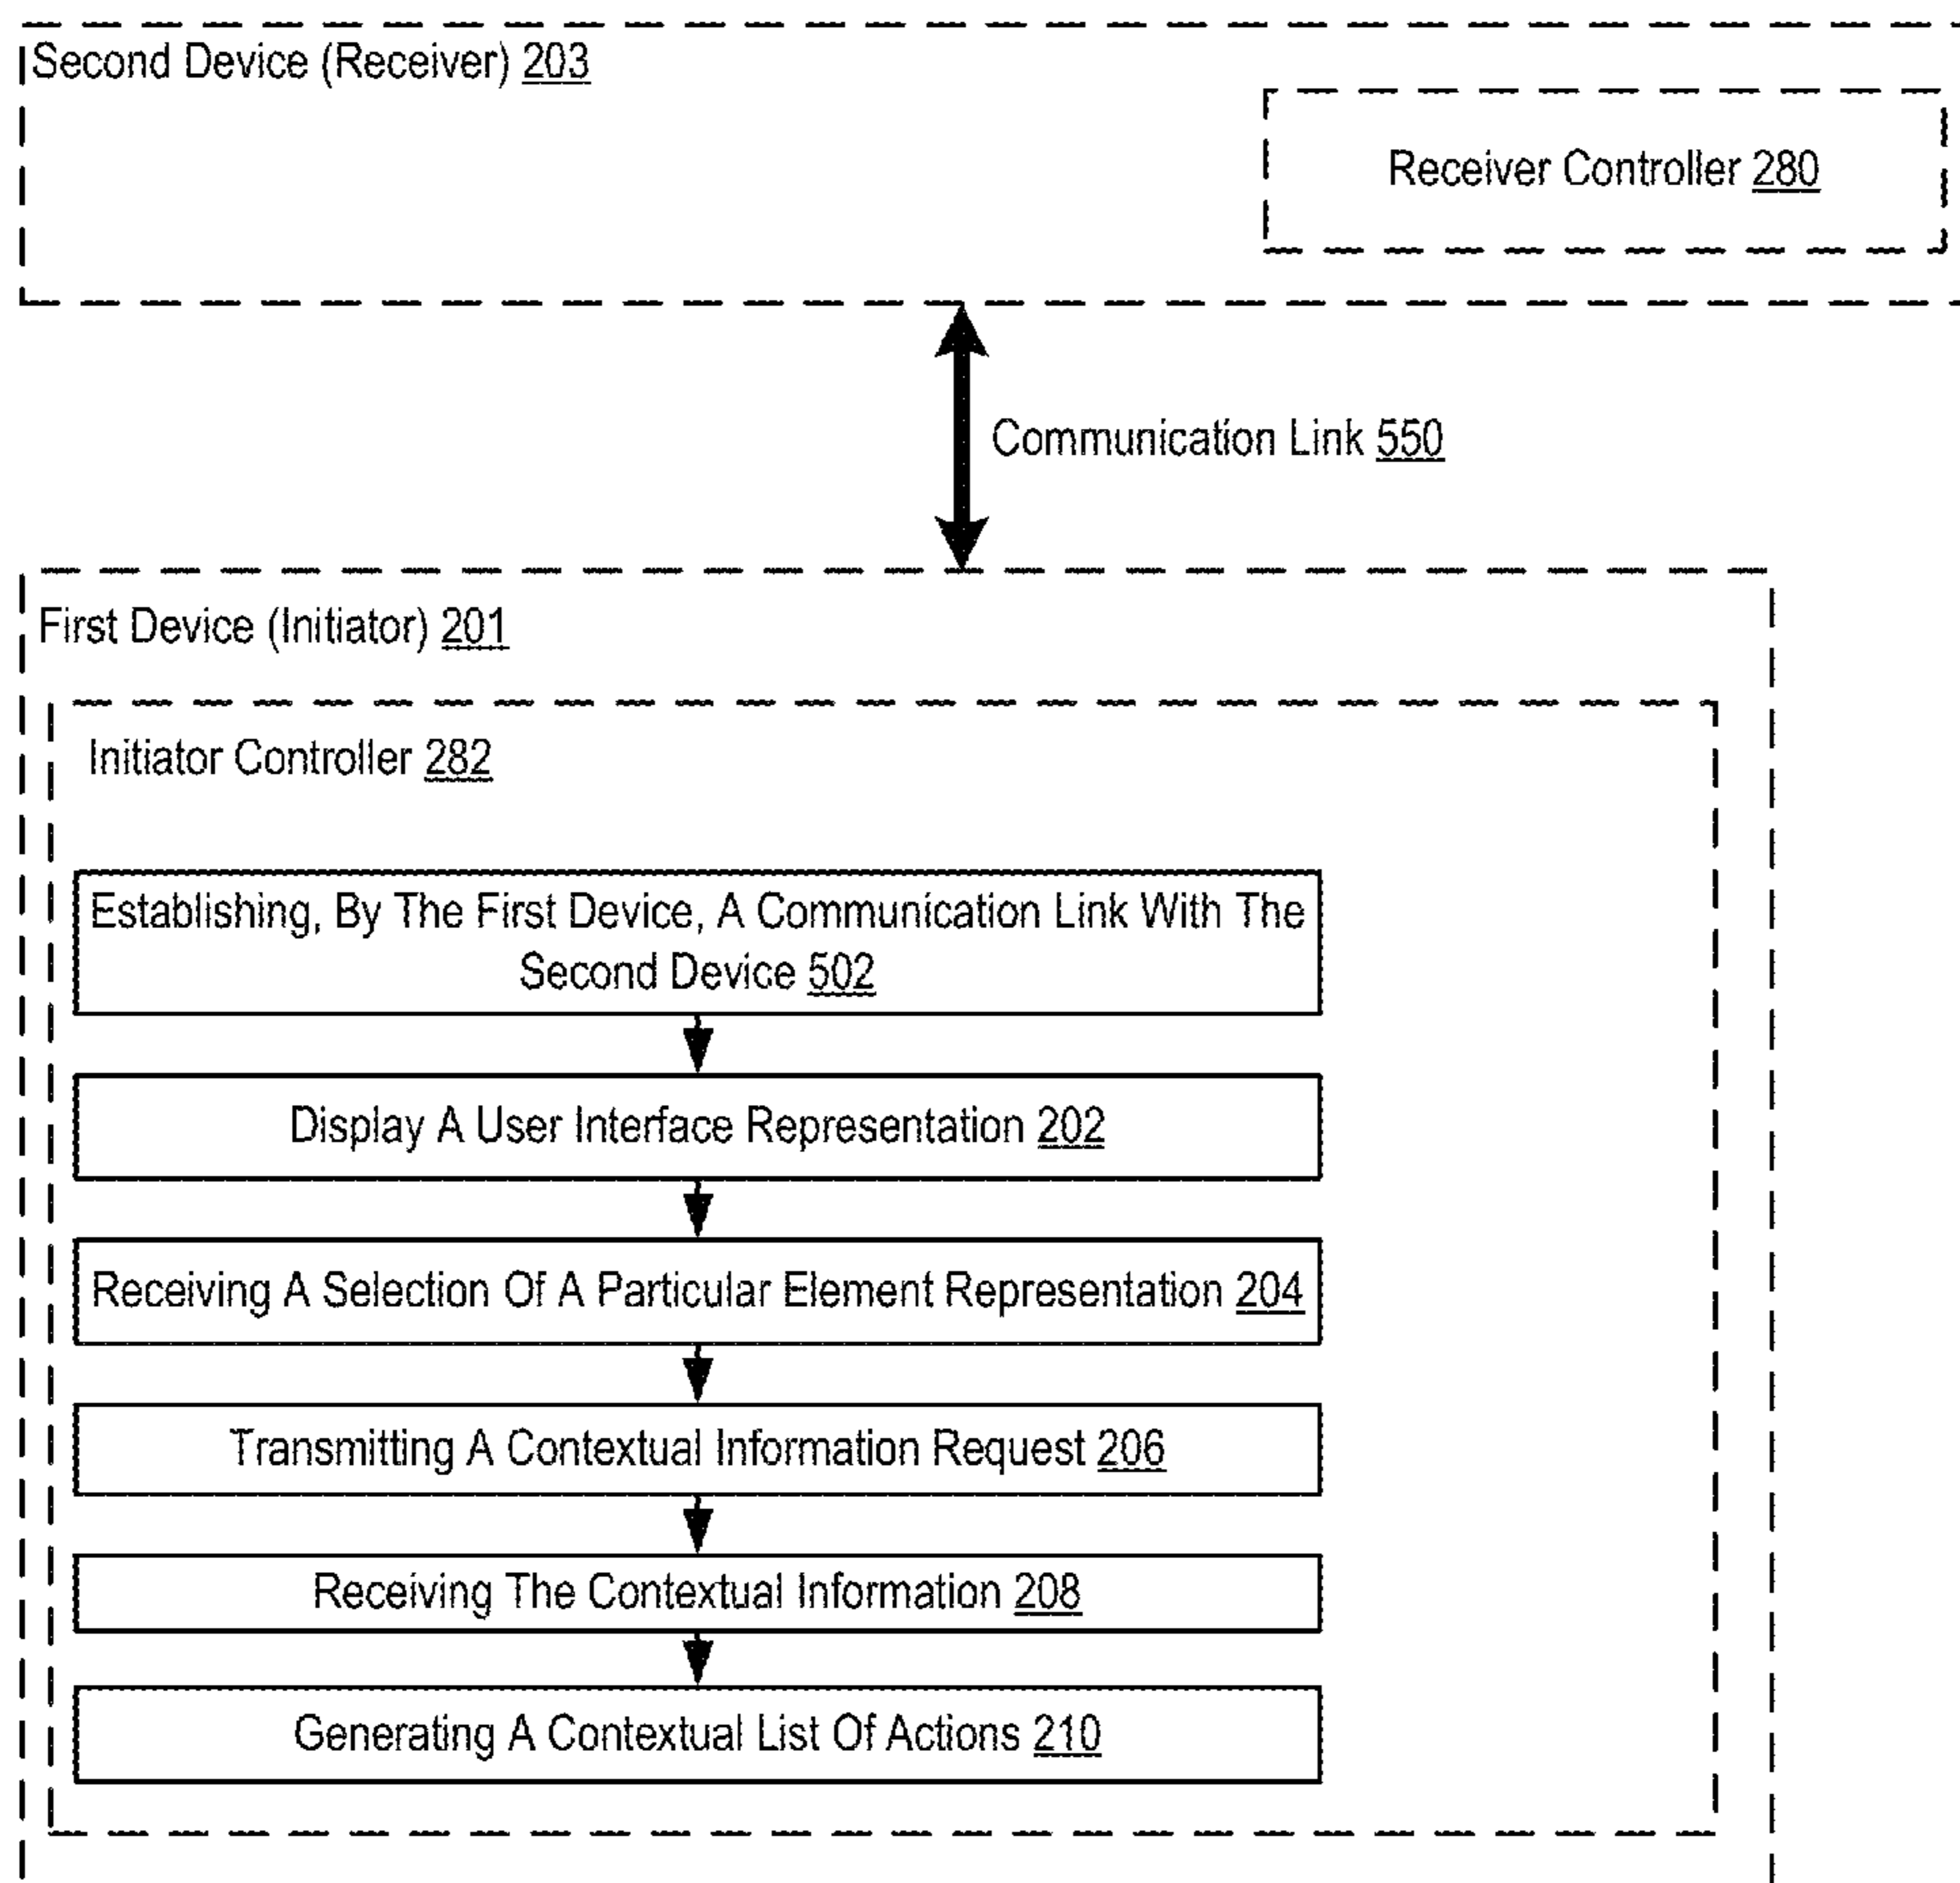 Second Device (Receiver) 203
Receiver Controller 280
Communication Link 550
First Device (Initiator) 201
Initiator Controller 282
Establishing, By The First Device, A Communication Link With The
Second Device 502
Display A User Interface Representation 202
Receiving A Selection Of A Particular Element Representation 204
Transmitting A Contextual Information Request 206
Receiving The Contextual Information 208
Generating A Contextual List Of Actions 210